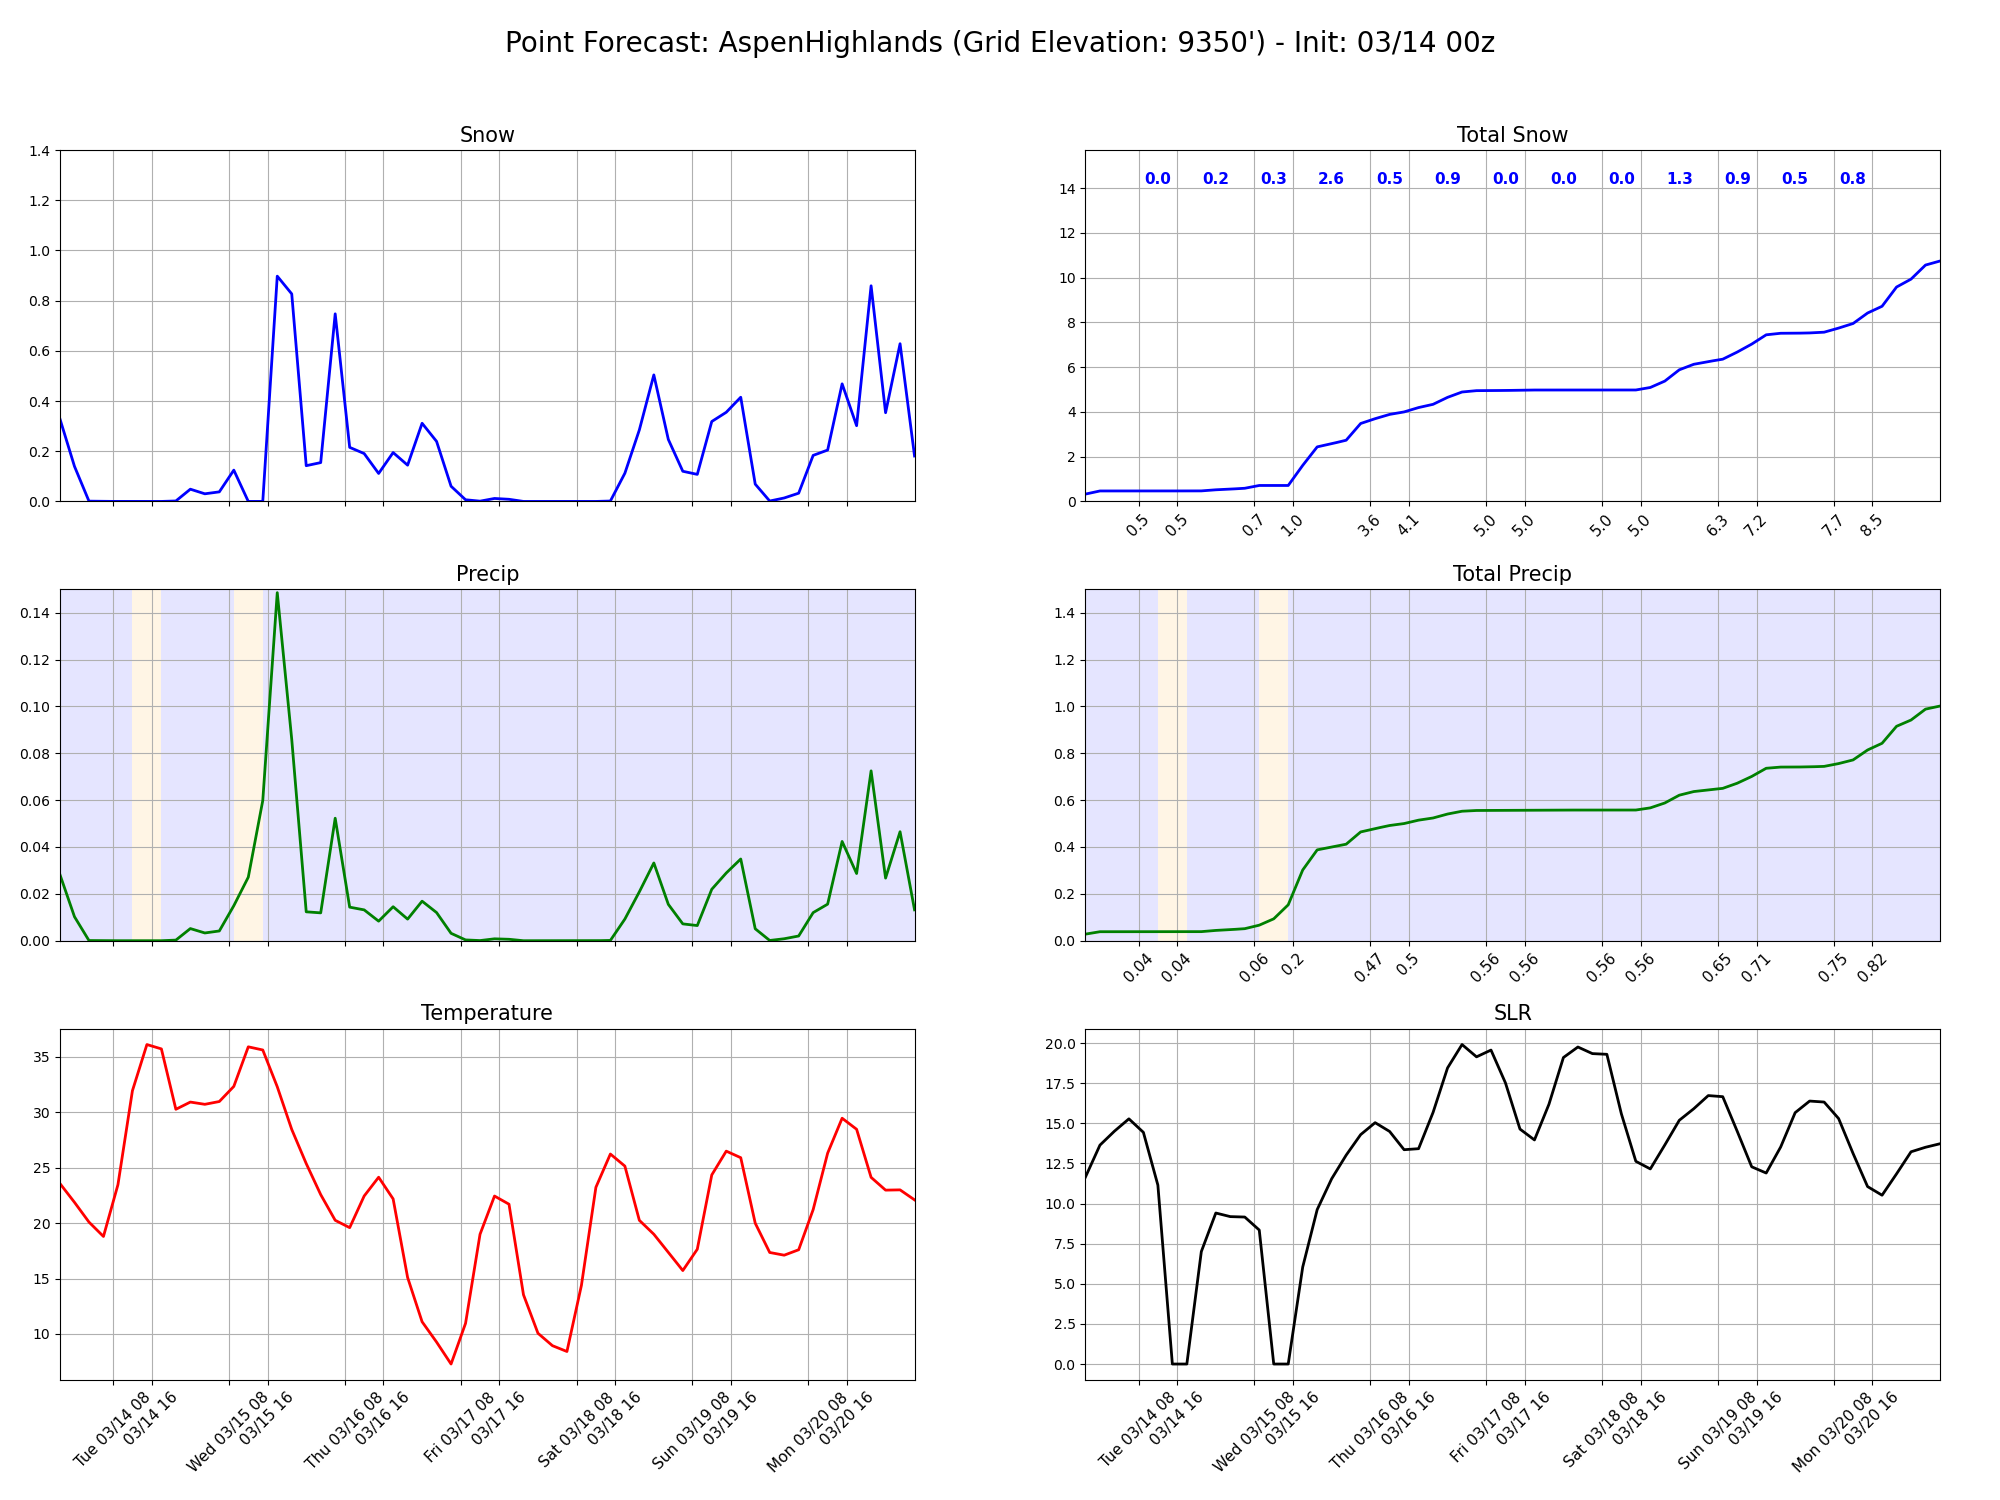 Point Forecast: AspenHighlands (Grid Elevation: 9350') - Init: 03/14 00z
Snow
1.4
1.2
1.0
0.8
0.6
0.4
0.2
0.0
Total Snow
0.0 0.2 0.3 2.6 0.5 0.9 0.0 0.0 0.0 1.3 0.9 0.5 0.8
14
12
10
8
6
4
2
0
0.5 0.5 0.7 1.0 3.6 4.1 5.0 5.0 5.0 5.0 6.3 7.2 7.7 8.5
Precip
0.14
0.12
0.10
0.08
0.06
0.04
0.02
0.00
Total Precip
1.4
1.2
1.0
0.8
0.6
0.4
0.2
0.0
0.04 0.04 0.06 0.2 0.47 0.5 0.56 0.56 0.56 0.56 0.65 0.71 0.75 0.82
Temperature
35
30
25
20
15
10
Tue 03/14 08
03/14 16
Wed 03/15 08
03/15 16
Thu 03/16 08
03/16 16
Fri 03/17 08
03/17 16
Sat 03/18 08
03/18 16
Sun 03/19 08
03/19 16
Mon 03/20 08
03/20 16
SLR
20.0
17.5
15.0
12.5
10.0
7.5
5.0
2.5
0.0
Tue 03/14 08
03/14 16
Wed 03/15 08
03/15 16
Thu 03/16 08
03/16 16
Fri 03/17 08
03/17 16
Sat 03/18 08
03/18 16
Sun 03/19 08
03/19 16
Mon 03/20 08
03/20 16